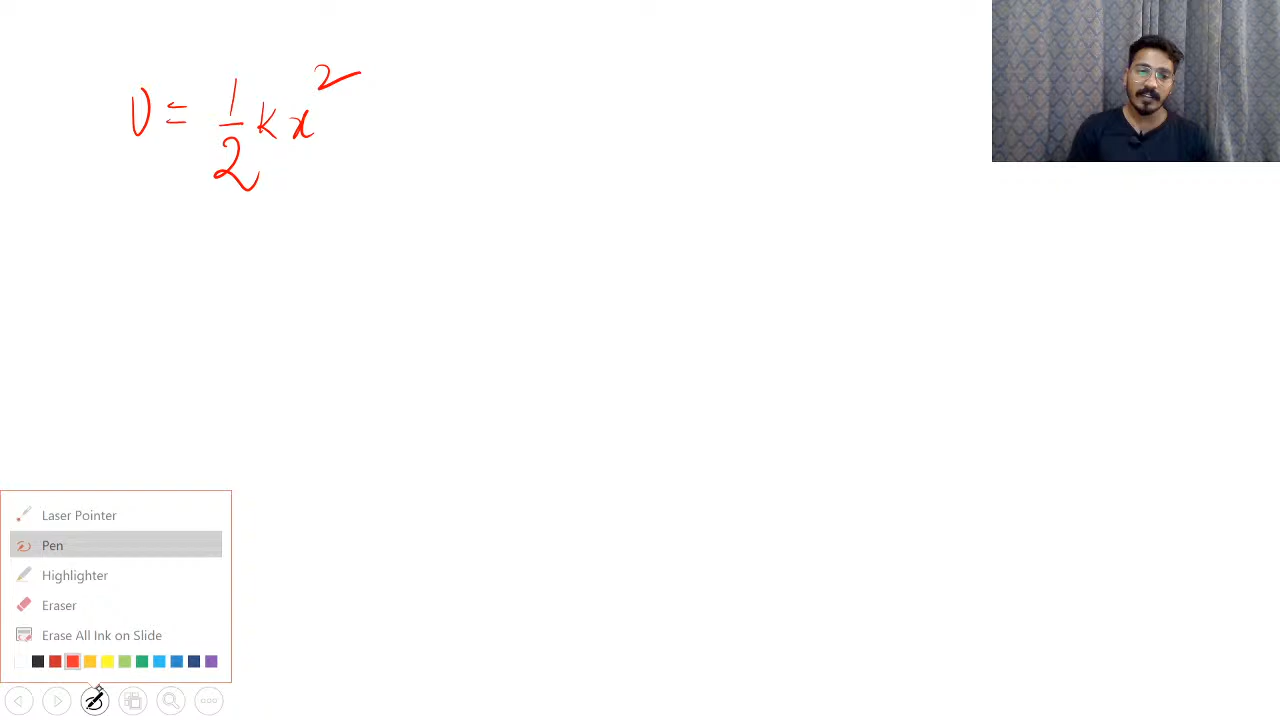 U = 1/2 k x²
Laser Pointer
Pen
Highlighter
Eraser
Erase All Ink on Slide